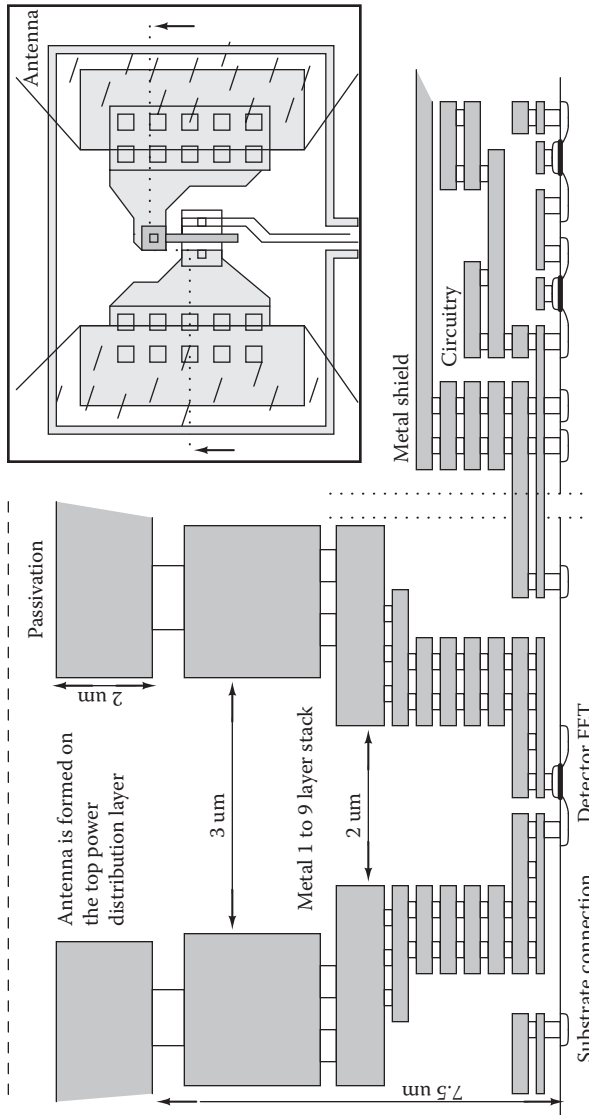 Antenna
Passivation
2 um
Antenna is formed on
the top power
distribution layer
3 um
Metal 1 to 9 layer stack
2 um
7.5 um
Metal shield
Circuitry
Substrate connection
Detector FET